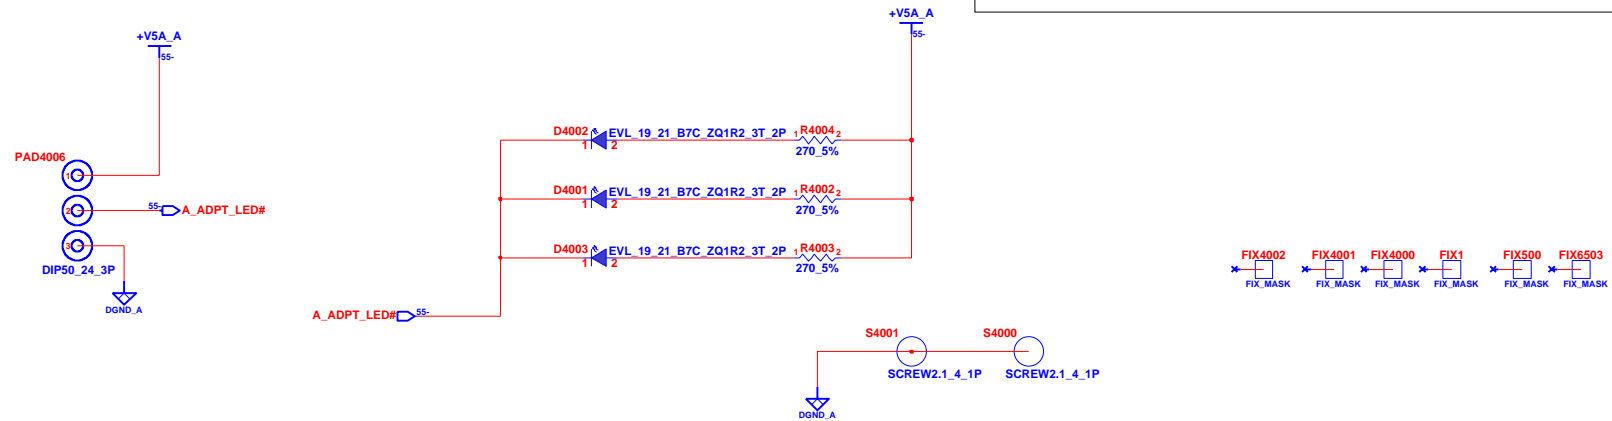 +V5A_A
55-
+V5A_A
55-
PAD4006
1
2
55-
A_ADPT_LED#
3
DIP50_24_3P
DGND_A
D4002
1
2
EVL_19_21_B7C_ZQ1R2_3T_2P
1
R4004
2
270_5%
D4001
1
2
EVL_19_21_B7C_ZQ1R2_3T_2P
1
R4002
2
270_5%
D4003
1
2
EVL_19_21_B7C_ZQ1R2_3T_2P
1
R4003
2
270_5%
A_ADPT_LED#
55-
S4001
S4000
SCREW2.1_4_1P
SCREW2.1_4_1P
DGND_A
FIX4002
FIX4001
FIX4000
FIX1
FIX500
FIX6503
FIX_MASK
FIX_MASK
FIX_MASK
FIX_MASK
FIX_MASK
FIX_MASK